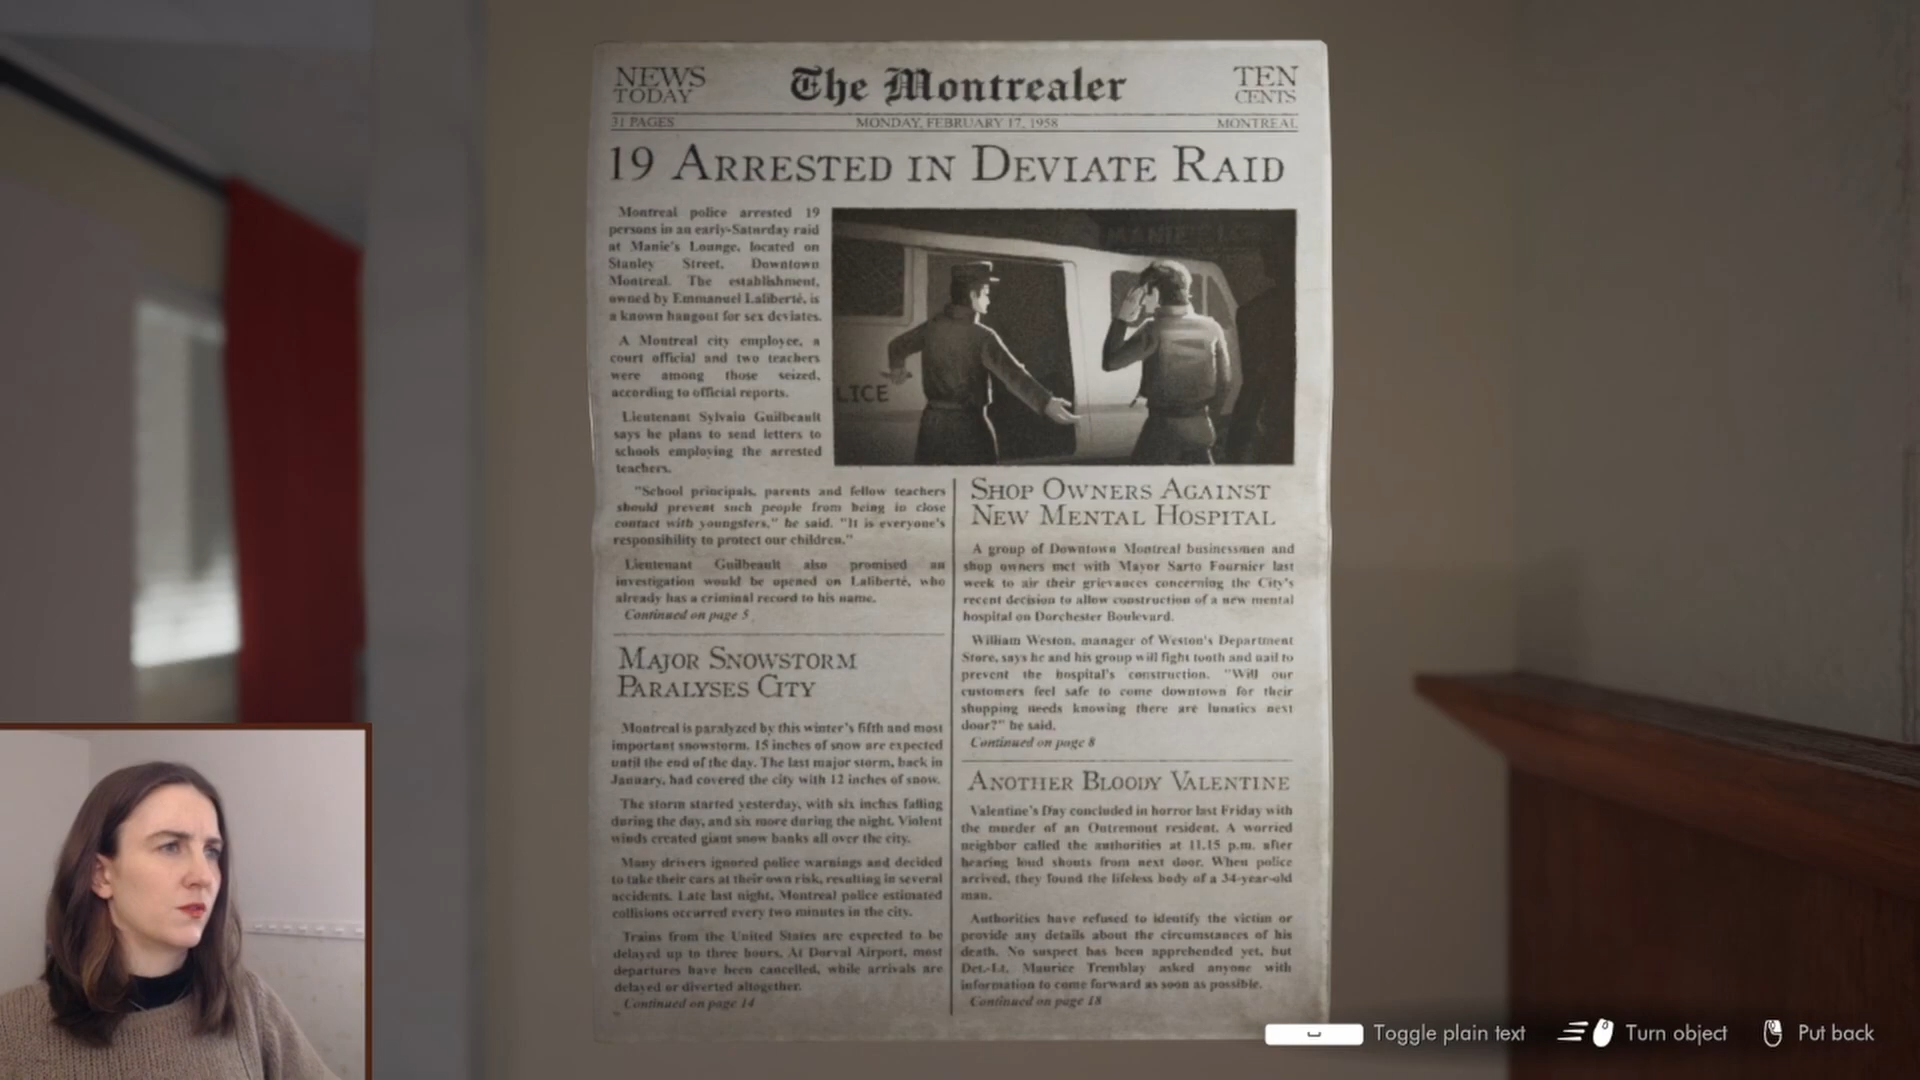 NEWS
TODAY
The Montrealer
TEN
CENTS
31 PAGES
MONDAY, FEBRUARY 17, 1958
MONTREAL
19 ARRESTED IN DEVIATE RAID
Montreal police arrested 19
persons in an early-Saturday raid
at Manie's Lounge, located on
Stanley Street, Downtown
Montreal. The establishment,
owned by Emmanuel Laliberté, is
a known hangout for sex deviates.
A Montreal city employee, a
court official and two teachers
were among those seized,
according to official reports.
Lieutenant Sylvain Guilbeault
says he plans to send letters to
schools employing the arrested
teachers.
"School principals, parents and fellow teachers
should prevent such people from being in close
contact with youngsters," he said. "It is everyone's
responsibility to protect our children."
Lieutenant Guilbeault also promised an
investigation would be opened on Laliberté, who
already has a criminal record to his name.
Continued on page 5
MAJOR SNOWSTORM
PARALYSES CITY
Montreal is paralyzed by this winter's fifth and most
important snowstorm. 15 inches of snow are expected
until the end of the day. The last major storm, back in
January, had covered the city with 12 inches of snow.
The storm started yesterday, with six inches falling
during the day, and six more during the night. Violent
winds created giant snow banks all over the city.
Many drivers ignored police warnings and decided
to take their cars at their own risk, resulting in several
accidents. Late last night, Montreal police estimated
collisions occurred every two minutes in the city.
Trains from the United States are expected to be
delayed up to three hours. At Dorval Airport, most
departures have been cancelled, while arrivals are
delayed or diverted altogether.
Continued on page 14
MANIE'S
LICE
SHOP OWNERS AGAINST
NEW MENTAL HOSPITAL
A group of Downtown Montreal businessmen and
shop owners met with Mayor Sarto Fournier last
week to air their grievances concerning the City's
recent decision to allow construction of a new mental
hospital on Dorchester Boulevard.
William Weston, manager of Weston's Department
Store, says he and his group will fight tooth and nail to
prevent the hospital's construction. "Will our
customers feel safe to come downtown for their
shopping needs knowing there are lunatics next
door?" he said.
Continued on page 8
ANOTHER BLOODY VALENTINE
Valentine's Day concluded in horror last Friday with
the murder of an Outremont resident. A worried
neighbor called the authorities at 11.15 p.m. after
hearing loud shouts from next door. When police
arrived, they found the lifeless body of a 34-year-old
man.
Authorities have refused to identify the victim or
provide any details about the circumstances of his
death. No suspect has been apprehended yet, but
Det.-Lt. Maurice Tremblay asked anyone with
information to come forward as soon as possible.
Continued on page 18
Toggle plain text
Turn object
Put back